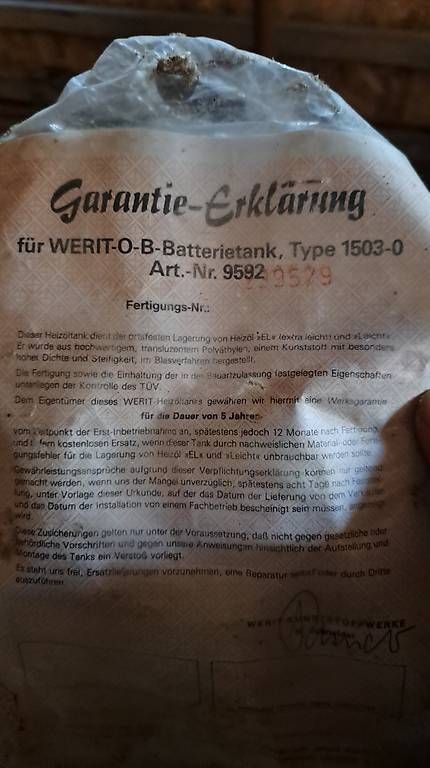 Garantie-Erklärung
für WERIT-O-B-Batterietank, Type 1503-0
Art.-Nr. 9592
Fertigungs-Nr.:
Dieser Heizöltank dient der ortsfesten Lagerung von Heizöl »EL« (extra leicht) und »Leicht«
Er wurde aus hochwertigem, transluzentem Polyäthylen, einem Kunststoff mit besonders
hoher Dichte und Steifigkeit, im Blasverfahren hergestellt.
Die Fertigung sowie die Einhaltung der in der Bauartzulassung festgelegten Eigenschaften
unterliegen der Kontrolle des TÜV.
Dem Eigentümer dieses WERIT-Heizöltanks gewähren wir hiermit eine Werksgarantie
für die Dauer von 5 Jahren
vom Zeitpunkt der Erst-Inbetriebnahme an, spätestens jedoch 12 Monate nach Fertigung,
und kostenlosen Ersatz, wenn dieser Tank durch nachweislichen Material- oder
gungsfehler für die Lagerung von Heizöl »EL« und »Leicht« unbrauchbar werden sollte.
Gewährleistungsansprüche aufgrund dieser Verpflichtungserklärung können nur geltend
gemacht werden, wenn uns der Mangel unverzüglich, spätestens acht Tage nach
lung, unter Vorlage dieser Urkunde, auf der das Datum der Lieferung von dem Verkäufer
und das Datum der Installation von einem Fachbetrieb bescheinigt sein müssen,
wird.
Diese Zusicherungen gelten nur unter der Voraussetzung, daß nicht gegen gesetzliche oder
behördliche Vorschriften und gegen unsere Anweisungen hinsichtlich der Aufstellung und
Montage des Tanks ein Verstoß vorliegt.
Es steht uns frei, Ersatzlieferungen vorzunehmen, eine Reparatur selbst oder durch Dritte
auszuführen.
WERIT-KUNSTSTOFFWERKE